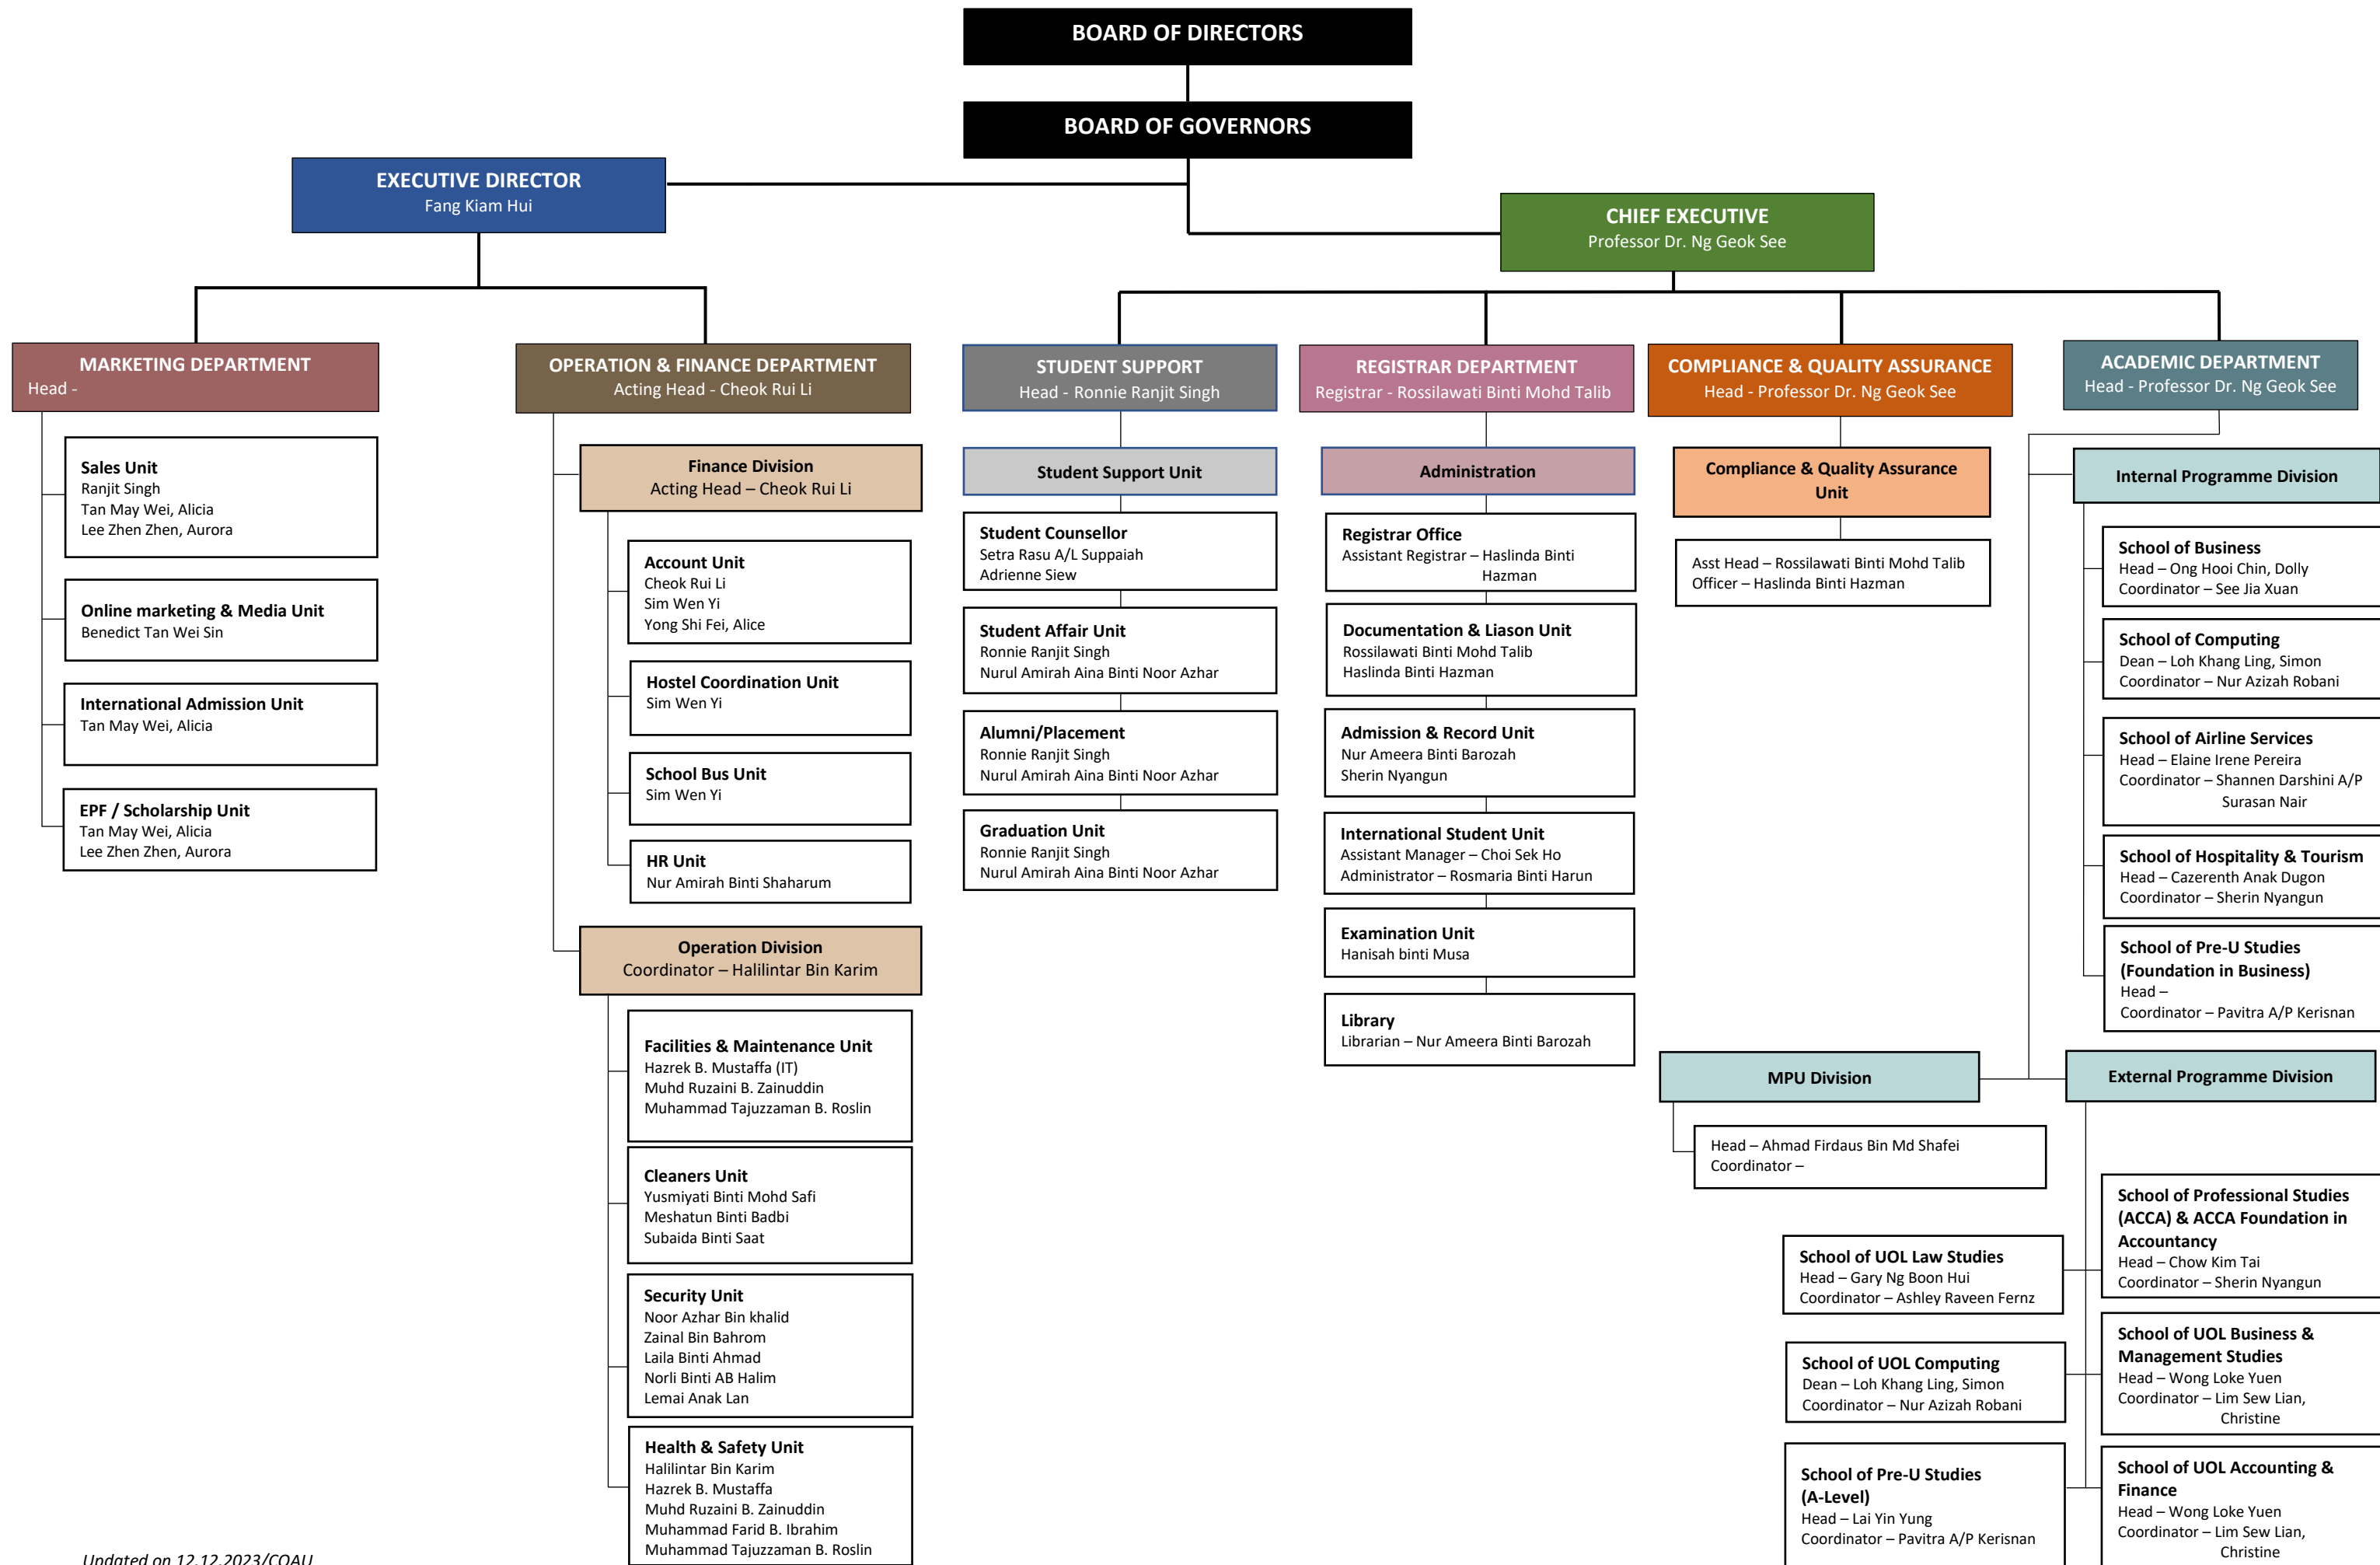 BOARD OF DIRECTORS
BOARD OF GOVERNORS
EXECUTIVE DIRECTOR
Fang Kiam Hui
CHIEF EXECUTIVE
Professor Dr. Ng Geok See
MARKETING DEPARTMENT
Head -
Sales Unit
Ranjit Singh
Tan May Wei, Alicia
Lee Zhen Zhen, Aurora
Online marketing & Media Unit
Benedict Tan Wei Sin
International Admission Unit
Tan May Wei, Alicia
EPF / Scholarship Unit
Tan May Wei, Alicia
Lee Zhen Zhen, Aurora
OPERATION & FINANCE DEPARTMENT
Acting Head - Cheok Rui Li
Finance Division
Acting Head – Cheok Rui Li
Account Unit
Cheok Rui Li
Sim Wen Yi
Yong Shi Fei, Alice
Hostel Coordination Unit
Sim Wen Yi
School Bus Unit
Sim Wen Yi
HR Unit
Nur Amirah Binti Shaharum
Operation Division
Coordinator – Halilintar Bin Karim
Facilities & Maintenance Unit
Hazrek B. Mustaffa (IT)
Muhd Ruzaini B. Zainuddin
Muhammad Tajuzzaman B. Roslin
Cleaners Unit
Yusmiyati Binti Mohd Safi
Meshatun Binti Badbi
Subaida Binti Saat
Security Unit
Noor Azhar Bin khalid
Zainal Bin Bahrom
Laila Binti Ahmad
Norli Binti AB Halim
Lemai Anak Lan
Health & Safety Unit
Halilintar Bin Karim
Hazrek B. Mustaffa
Muhd Ruzaini B. Zainuddin
Muhammad Farid B. Ibrahim
Muhammad Tajuzzaman B. Roslin
STUDENT SUPPORT
Head - Ronnie Ranjit Singh
Student Support Unit
Student Counsellor
Setra Rasu A/L Suppaiah
Adrienne Siew
Student Affair Unit
Ronnie Ranjit Singh
Nurul Amirah Aina Binti Noor Azhar
Alumni/Placement
Ronnie Ranjit Singh
Nurul Amirah Aina Binti Noor Azhar
Graduation Unit
Ronnie Ranjit Singh
Nurul Amirah Aina Binti Noor Azhar
REGISTRAR DEPARTMENT
Registrar - Rossilawati Binti Mohd Talib
Administration
Registrar Office
Assistant Registrar – Haslinda Binti
Hazman
Documentation & Liason Unit
Rossilawati Binti Mohd Talib
Haslinda Binti Hazman
Admission & Record Unit
Nur Ameera Binti Barozah
Sherin Nyangun
International Student Unit
Assistant Manager – Choi Sek Ho
Administrator – Rosmaria Binti Harun
Examination Unit
Hanisah binti Musa
Library
Librarian – Nur Ameera Binti Barozah
COMPLIANCE & QUALITY ASSURANCE
Head - Professor Dr. Ng Geok See
Compliance & Quality Assurance
Unit
Asst Head – Rossilawati Binti Mohd Talib
Officer – Haslinda Binti Hazman
ACADEMIC DEPARTMENT
Head - Professor Dr. Ng Geok See
Internal Programme Division
School of Business
Head – Ong Hooi Chin, Dolly
Coordinator – See Jia Xuan
School of Computing
Dean – Loh Khang Ling, Simon
Coordinator – Nur Azizah Robani
School of Airline Services
Head – Elaine Irene Pereira
Coordinator – Shannen Darshini A/P
Surasan Nair
School of Hospitality & Tourism
Head – Cazerenth Anak Dugon
Coordinator – Sherin Nyangun
School of Pre-U Studies
(Foundation in Business)
Head –
Coordinator – Pavitra A/P Kerisnan
MPU Division
Head – Ahmad Firdaus Bin Md Shafei
Coordinator –
External Programme Division
School of Professional Studies
(ACCA) & ACCA Foundation in
Accountancy
Head – Chow Kim Tai
Coordinator – Sherin Nyangun
School of UOL Law Studies
Head – Gary Ng Boon Hui
Coordinator – Ashley Raveen Fernz
School of UOL Business &
Management Studies
Head – Wong Loke Yuen
Coordinator – Lim Sew Lian,
Christine
School of UOL Computing
Dean – Loh Khang Ling, Simon
Coordinator – Nur Azizah Robani
School of UOL Accounting &
Finance
Head – Wong Loke Yuen
Coordinator – Lim Sew Lian,
Christine
School of Pre-U Studies
(A-Level)
Head – Lai Yin Yung
Coordinator – Pavitra A/P Kerisnan
Updated on 12.12.2023/COAU